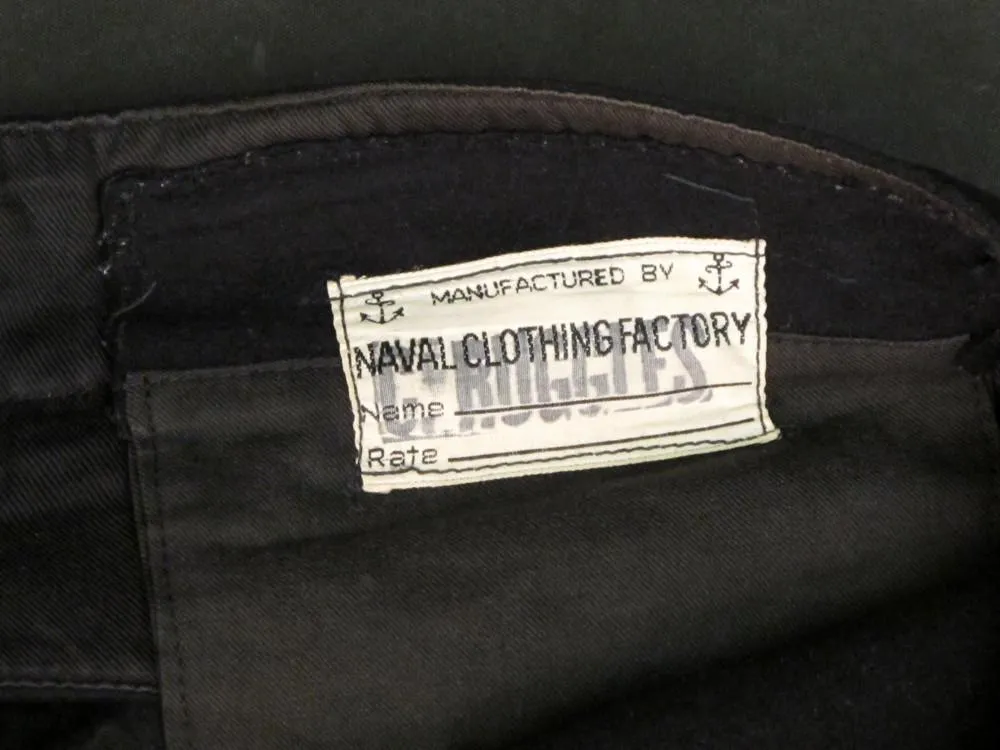 MANUFACTURED BY
NAVAL CLOTHING FACTORY
RUGGLES
Name
Rate